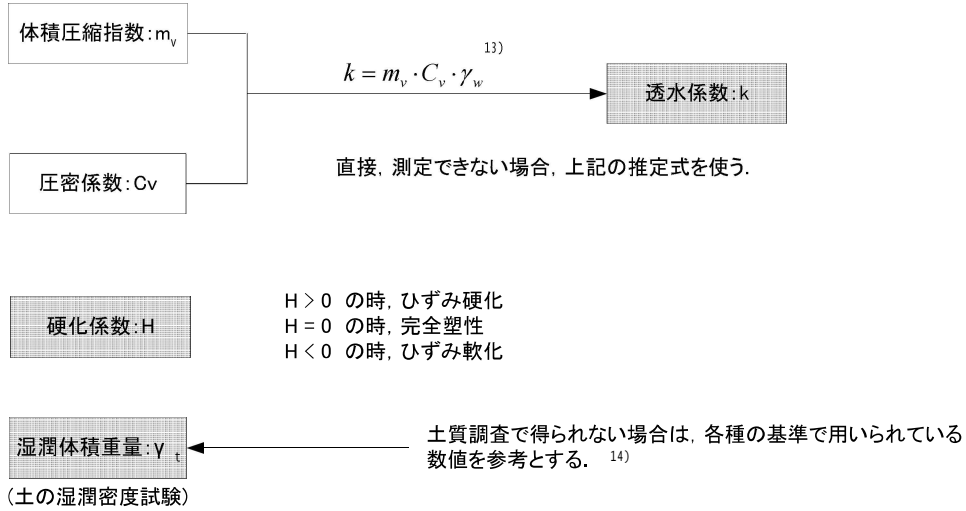 体積圧縮指数:mv
13)
k = mv · Cv · γw
透水係数:k
圧密係数:Cv
直接, 測定できない場合, 上記の推定式を使う.
硬化係数:H
H > 0 の時, ひずみ硬化
H = 0 の時, 完全塑性
H < 0 の時, ひずみ軟化
湿潤体積重量:γ t
土質調査で得られない場合は, 各種の基準で用いられている
数値を参考とする. 14)
(土の湿潤密度試験)